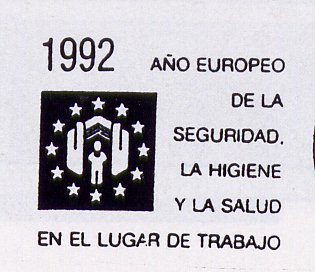 1992 AÑO EUROPEO
DE LA
SEGURIDAD.
LA HIGIENE
Y LA SALUD
EN EL LUGAR DE TRABAJO